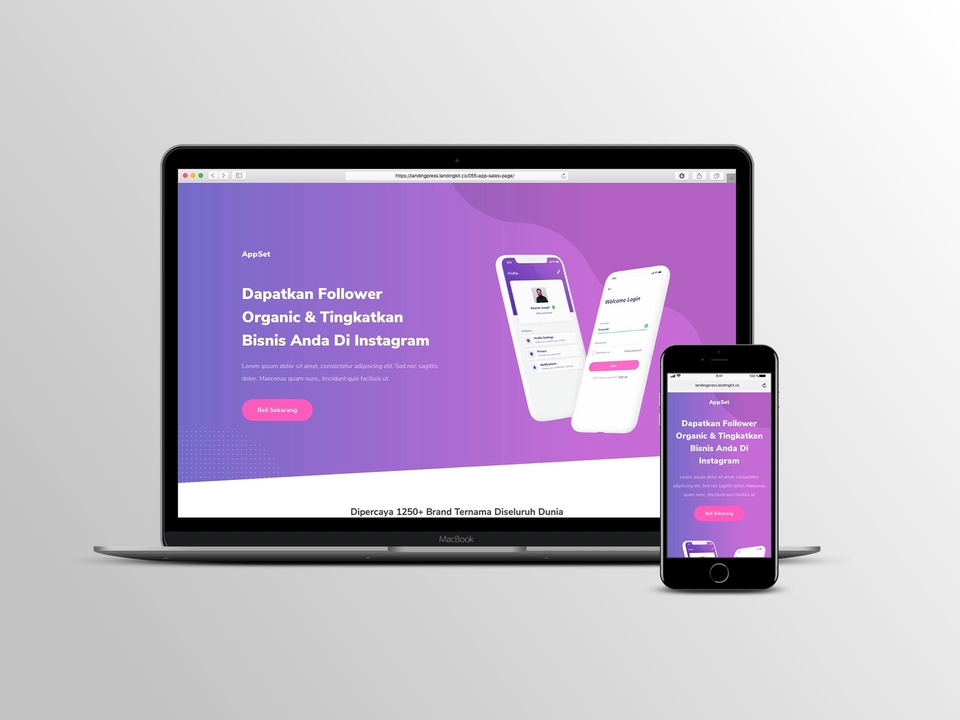 https://landingpress.landingkit.co/095-app-sales-page/
AppSet
Dapatkan Follower
Organic & Tingkatkan
Bisnis Anda Di Instagram
Lorem ipsum dolor sit amet, consectetur adipiscing elit. Sed nec sagittis
dolor. Maecenas quam nunc, tincidunt quis facilisis ut
Beli Sekarang
Profile
Profile Settings
Privacy
Notifications
Welcome Login
Login
Sign up
Dipercaya 1250+ Brand Ternama Diseluruh Dunia
MacBook
9:41
landingpress.landingkit.co
AppSet
Dapatkan Follower
Organic & Tingkatkan
Bisnis Anda Di
Instagram
Lorem ipsum dolor sit amet, consectetur
adipiscing elit. Sed nec sagittis dolor. Maecenas
quam nunc, tincidunt quis facilisis ut
Beli Sekarang